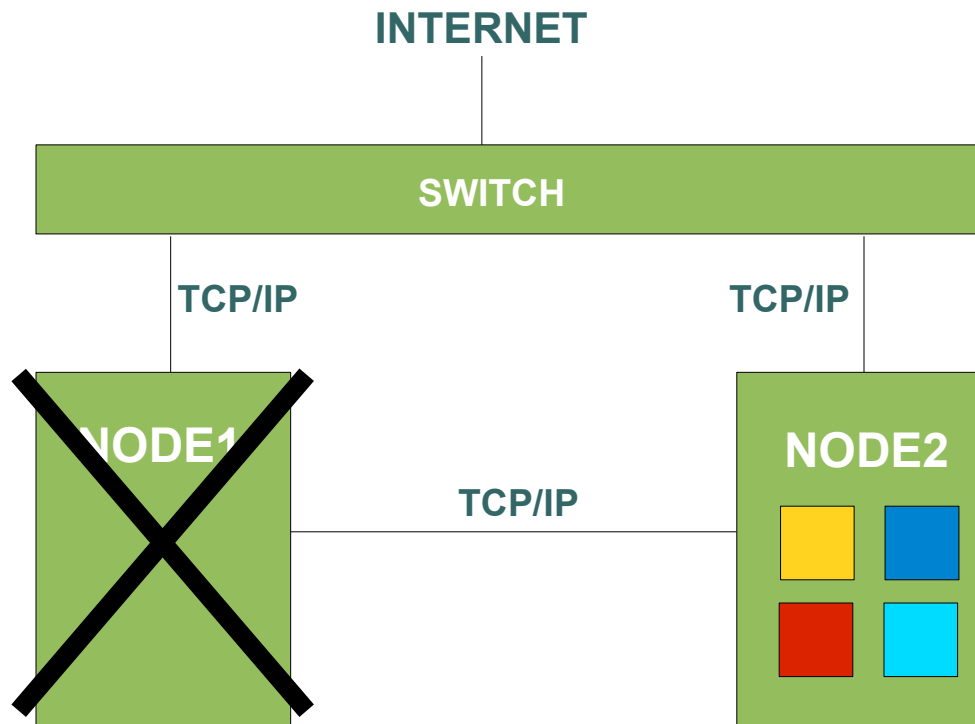 INTERNET
SWITCH
TCP/IP
TCP/IP
NODE1
NODE2
TCP/IP